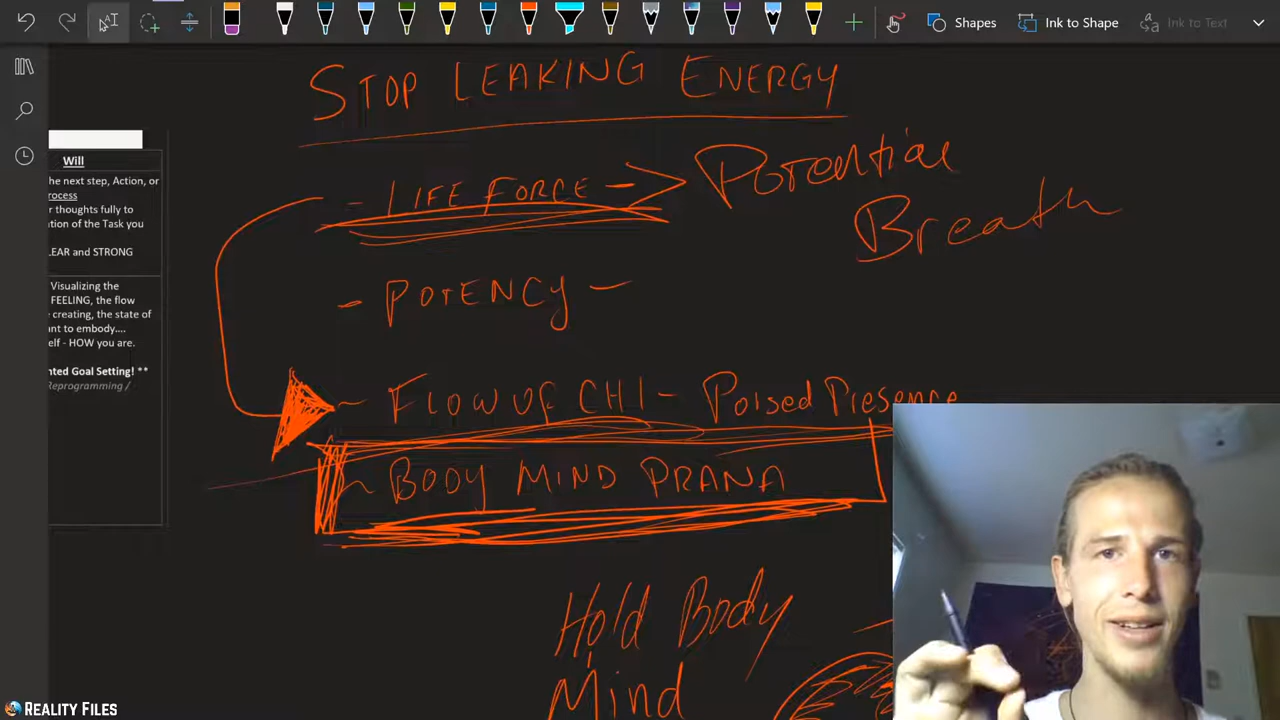 Shapes
Ink to Shape
Ink to Text
STOP LEAKING ENERGY
Will
he next step, Action, or
rocess
r thoughts fully to
tion of the Task you
LEAR and STRONG
Visualizing the
FEELING, the flow
e creating, the state of
ant to embody....
elf - HOW you are.
nted Goal Setting! **
Reprogramming /
- LIFE FORCE -> Potential
Breath
- POTENCY -
- FLOW OF CHI - Poised Presence
- BODY MIND PRANA
Hold Body
Mind
REALITY FILES